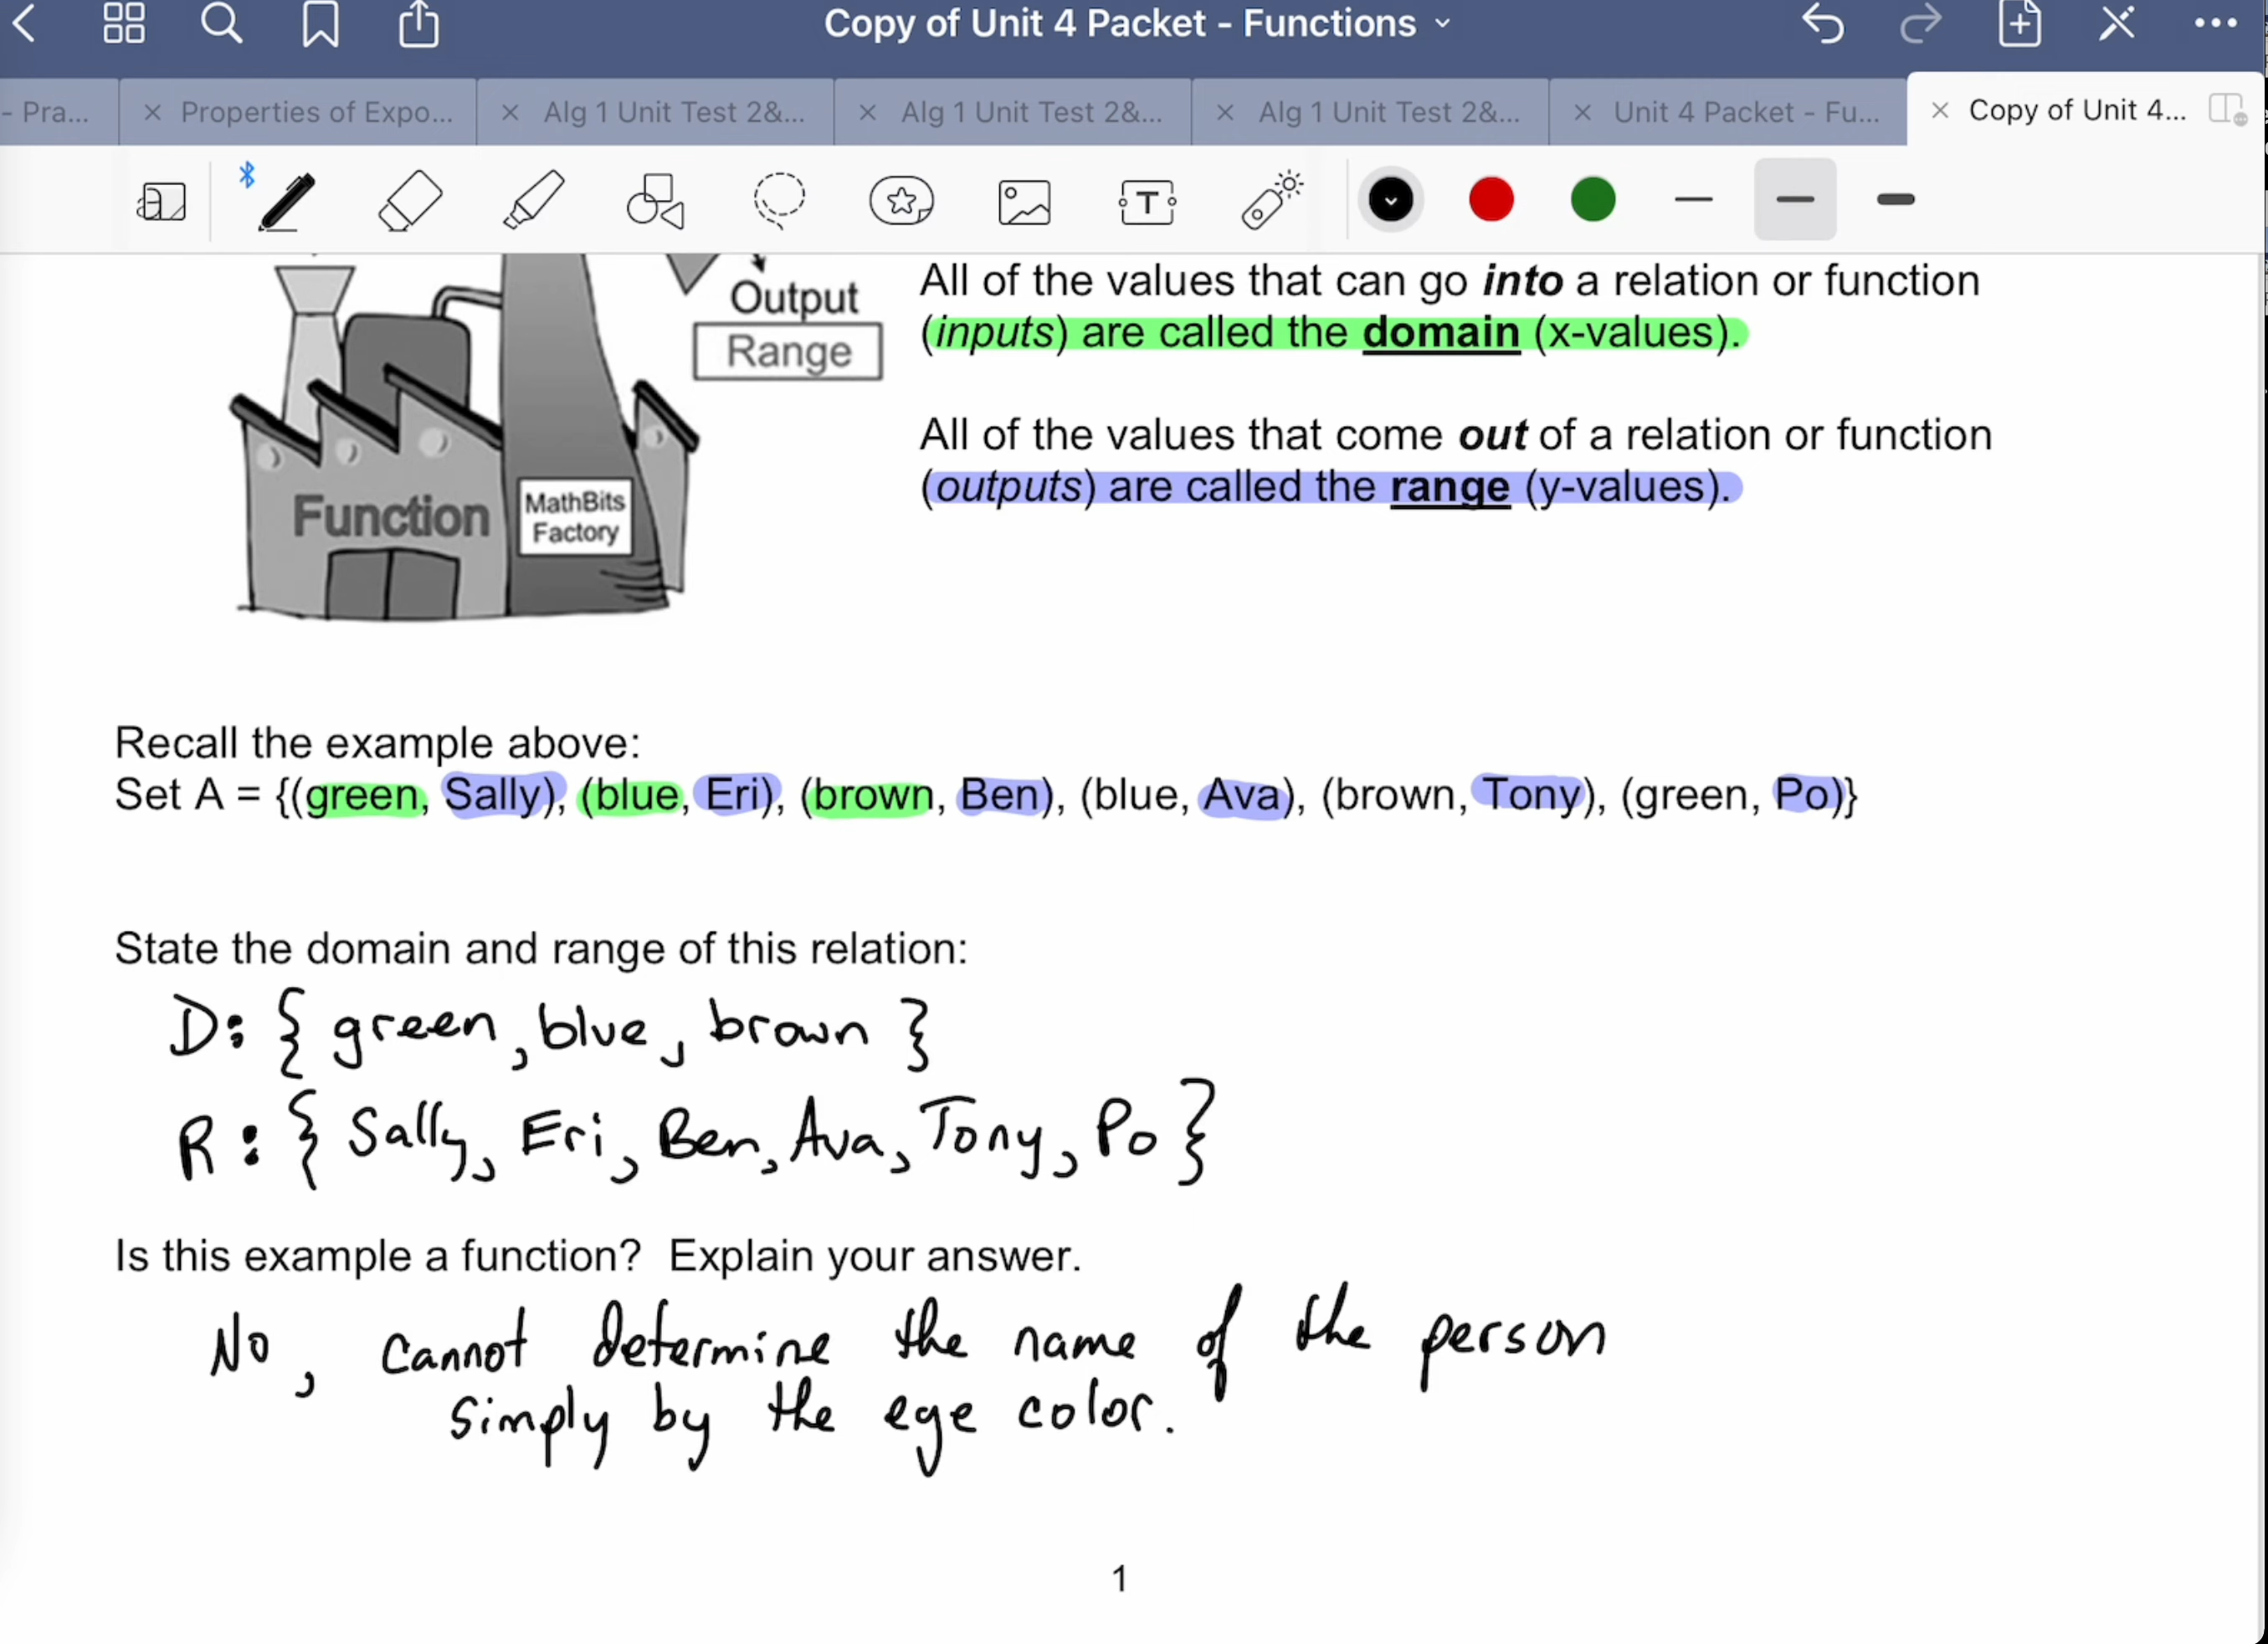 Copy of Unit 4 Packet - Functions
- Pra...
Properties of Expo...
Alg 1 Unit Test 2&...
Alg 1 Unit Test 2&...
Alg 1 Unit Test 2&...
Unit 4 Packet - Fu...
Copy of Unit 4...
Output
Range
Function
MathBits
Factory
All of the values that can go into a relation or function
(inputs) are called the domain (x-values).
All of the values that come out of a relation or function
(outputs) are called the range (y-values).
Recall the example above:
Set A = {(green, Sally), (blue, Eri), (brown, Ben), (blue, Ava), (brown, Tony), (green, Po)}
State the domain and range of this relation:
D: { green, blue, brown }
R: { Sally, Eri, Ben, Ava, Tony, Po }
Is this example a function? Explain your answer.
No, cannot determine the name of the person
simply by the eye color.
1